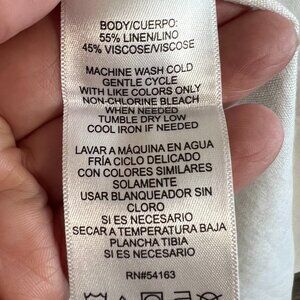 BODY/CUERPO:
55% LINEN/LINO
45% VISCOSE/VISCOSE
MACHINE WASH COLD
GENTLE CYCLE
WITH LIKE COLORS ONLY
NON-CHLORINE BLEACH
WHEN NEEDED
TUMBLE DRY LOW
COOL IRON IF NEEDED
LAVAR A MÁQUINA EN AGUA
FRÍA CICLO DELICADO
CON COLORES SIMILARES
SOLAMENTE
USAR BLANQUEADOR SIN
CLORO
SI ES NECESARIO
SECAR A TEMPERATURA BAJA
PLANCHA TIBIA
SI ES NECESARIO
RN#54163